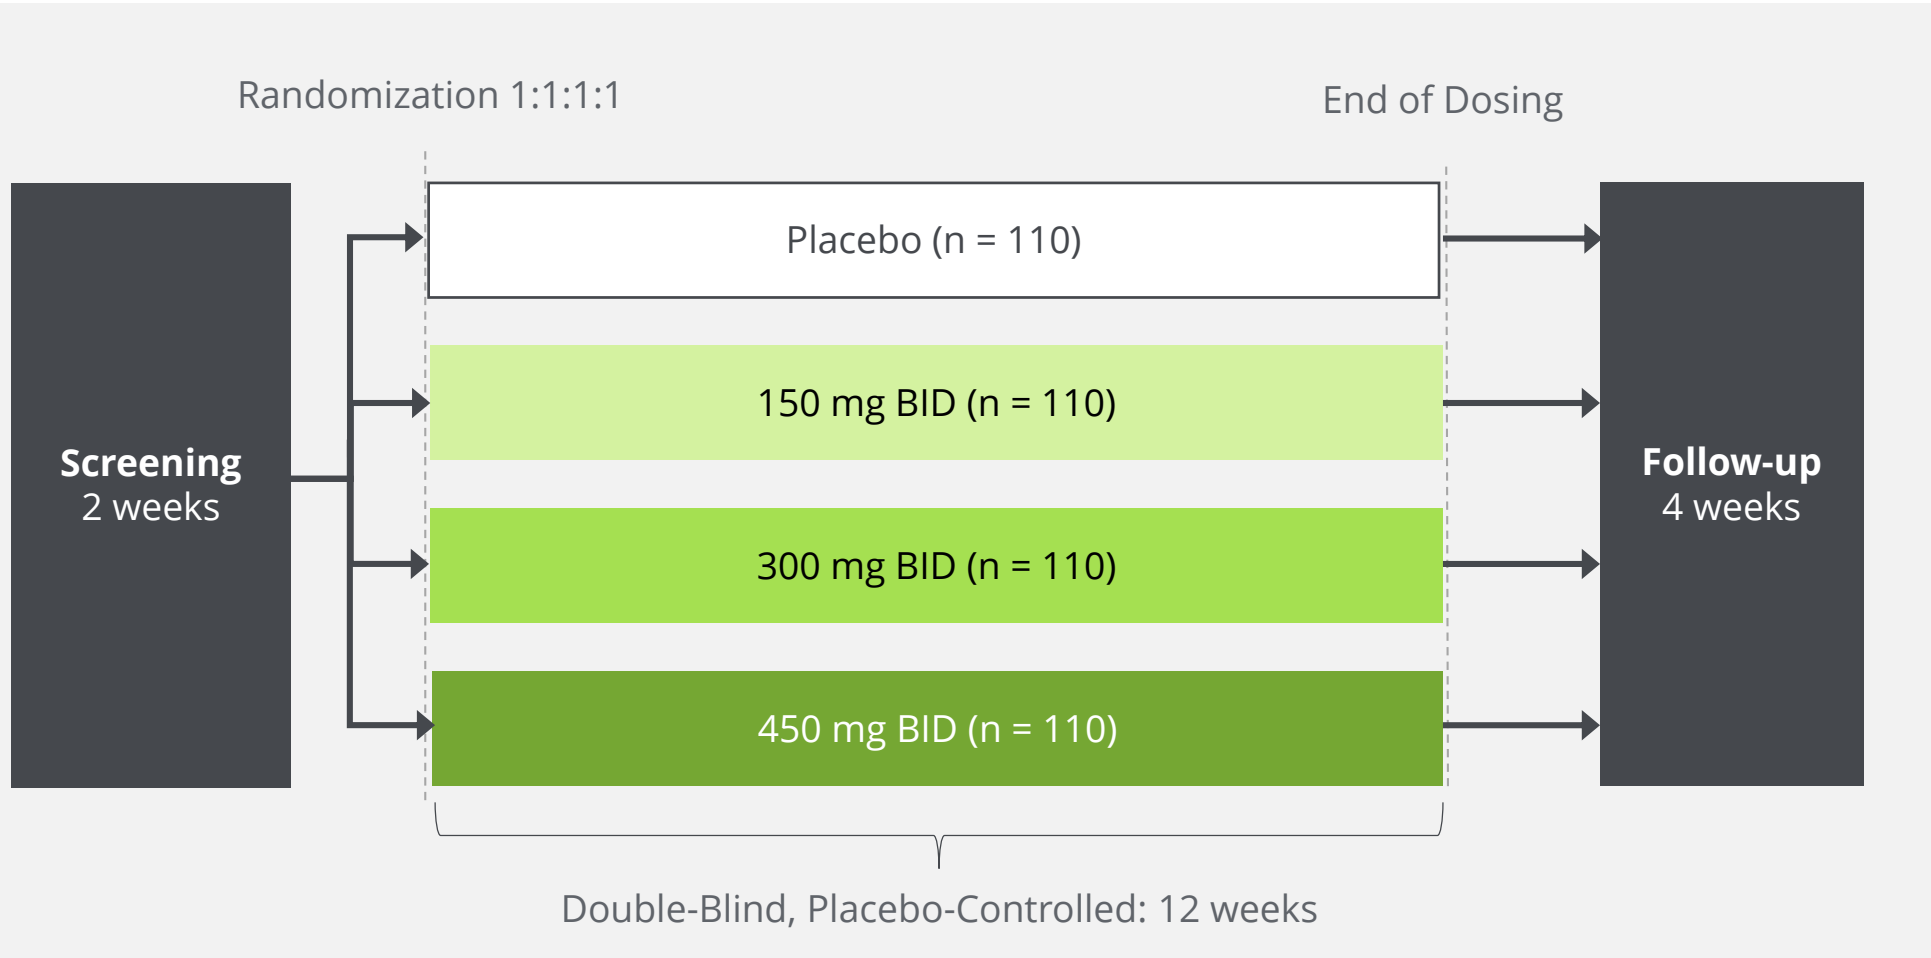 Randomization 1:1:1:1
End of Dosing
Screening
2 weeks
Placebo (n = 110)
150 mg BID (n = 110)
300 mg BID (n = 110)
450 mg BID (n = 110)
Follow-up
4 weeks
Double-Blind, Placebo-Controlled: 12 weeks